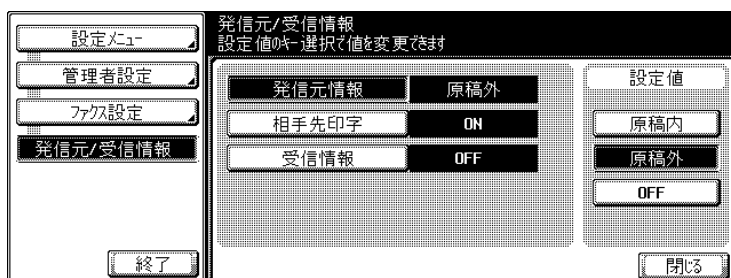 設定ﾒﾆｭｰ
管理者設定
ﾌｧｸｽ設定
発信元/受信情報
終了
発信元/受信情報
設定値のｷｰ選択で値を変更できます
発信元情報 原稿外
相手先印字 ON
受信情報 OFF
設定値
原稿内
原稿外
OFF
閉じる